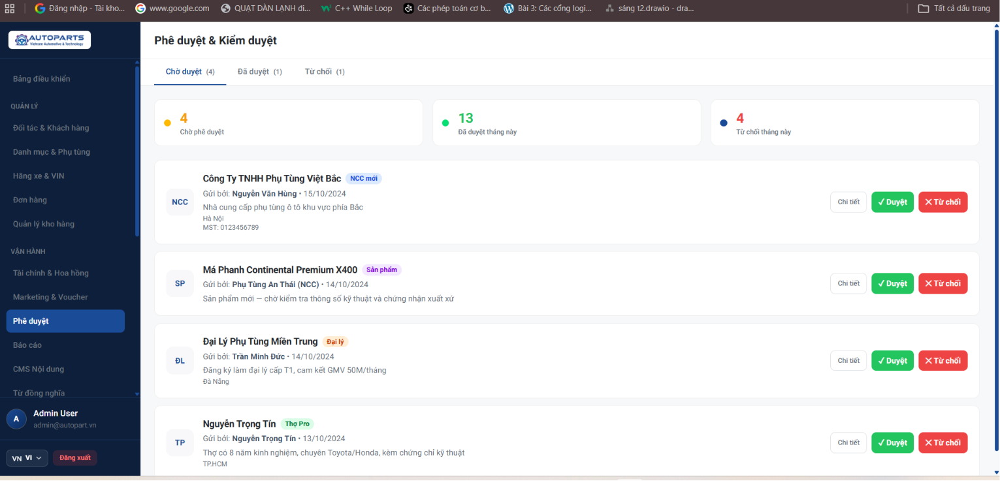 Đăng nhập - Tài kho...
www.google.com
QUẠT DÀN LẠNH đi...
C++ While Loop
Các phép toán cơ b...
Bài 3: Các cổng logi...
sáng t2.drawio - dra...
Tất cả dấu trang
AUTOPARTS
Vietnam Automotive & Technology
Bảng điều khiển
QUẢN LÝ
Đối tác & Khách hàng
Danh mục & Phụ tùng
Hãng xe & VIN
Đơn hàng
Quản lý kho hàng
VẬN HÀNH
Tài chính & Hoa hồng
Marketing & Voucher
Phê duyệt
Báo cáo
CMS Nội dung
Từ đồng nghĩa
A
Admin User
admin@autopart.vn
VN VI
Đăng xuất
Phê duyệt & Kiểm duyệt
Chờ duyệt (4)
Đã duyệt (1)
Từ chối (1)
4
Chờ phê duyệt
13
Đã duyệt tháng này
4
Từ chối tháng này
NCC
Công Ty TNHH Phụ Tùng Việt Bắc NCC mới
Gửi bởi: Nguyễn Văn Hùng • 15/10/2024
Nhà cung cấp phụ tùng ô tô khu vực phía Bắc
Hà Nội
MST: 0123456789
Chi tiết ✓ Duyệt ✕ Từ chối
SP
Má Phanh Continental Premium X400 Sản phẩm
Gửi bởi: Phụ Tùng An Thái (NCC) • 14/10/2024
Sản phẩm mới — chờ kiểm tra thông số kỹ thuật và chứng nhận xuất xứ
Chi tiết ✓ Duyệt ✕ Từ chối
ĐL
Đại Lý Phụ Tùng Miền Trung Đại lý
Gửi bởi: Trần Minh Đức • 14/10/2024
Đăng ký làm đại lý cấp T1, cam kết GMV 50M/tháng
Đà Nẵng
Chi tiết ✓ Duyệt ✕ Từ chối
TP
Nguyễn Trọng Tín Thợ Pro
Gửi bởi: Nguyễn Trọng Tín • 13/10/2024
Thợ có 8 năm kinh nghiệm, chuyên Toyota/Honda, kèm chứng chỉ kỹ thuật
TP.HCM
Chi tiết ✓ Duyệt ✕ Từ chối